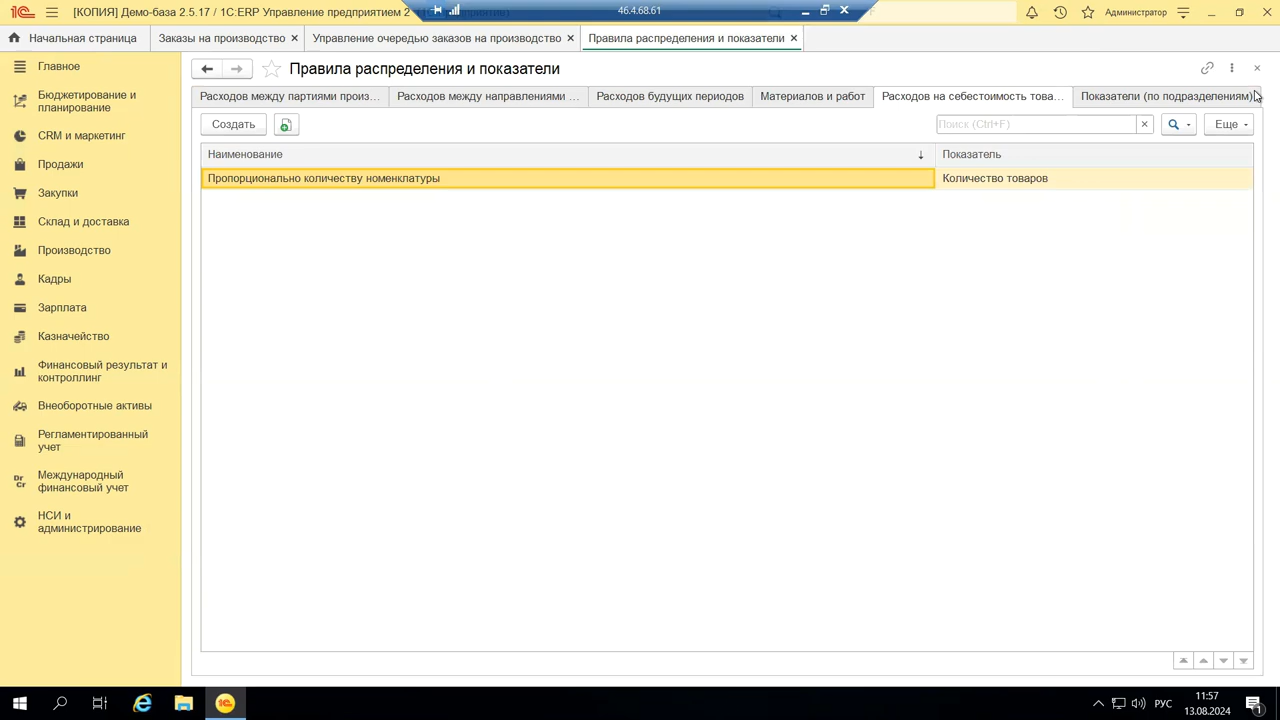 [КОПИЯ] Демо-база 2.5.17 / 1С:ERP Управление предприятием 2
46.4.68.61
Администратор
Начальная страница
Заказы на производство
Управление очередью заказов на производство
Правила распределения и показатели
Главное
Бюджетирование и
планирование
CRM и маркетинг
Продажи
Закупки
Склад и доставка
Производство
Кадры
Зарплата
Казначейство
Финансовый результат и
контроллинг
Внеоборотные активы
Регламентированный
учет
Dr
Cr
Международный
финансовый учет
НСИ и
администрирование
Правила распределения и показатели
Расходов между партиями произ...
Расходов между направлениями ...
Расходов будущих периодов
Материалов и работ
Расходов на себестоимость това...
Показатели (по подразделениям)
Создать
Поиск (Ctrl+F)
Еще
Наименование
Показатель
Пропорционально количеству номенклатуры
Количество товаров
РУС
11:57
13.08.2024
1